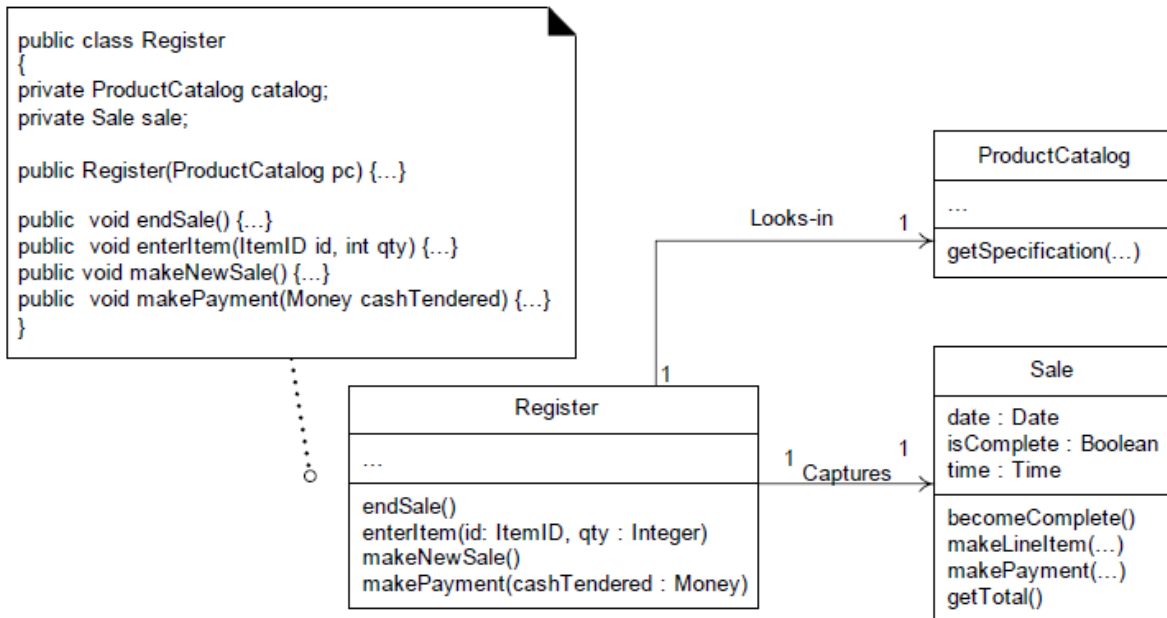 public class Register
{
private ProductCatalog catalog;
private Sale sale;
public Register(ProductCatalog pc) {...}
public  void endSale() {...}
public  void enterItem(ItemID id, int qty) {...}
public void makeNewSale() {...}
public  void makePayment(Money cashTendered) {...}
}
ProductCatalog
...
getSpecification(...)
Looks-in
1
1
Register
...
endSale()
enterItem(id: ItemID, qty : Integer)
makeNewSale()
makePayment(cashTendered : Money)
1
Captures
1
Sale
date : Date
isComplete : Boolean
time : Time
becomeComplete()
makeLineItem(...)
makePayment(...)
getTotal()